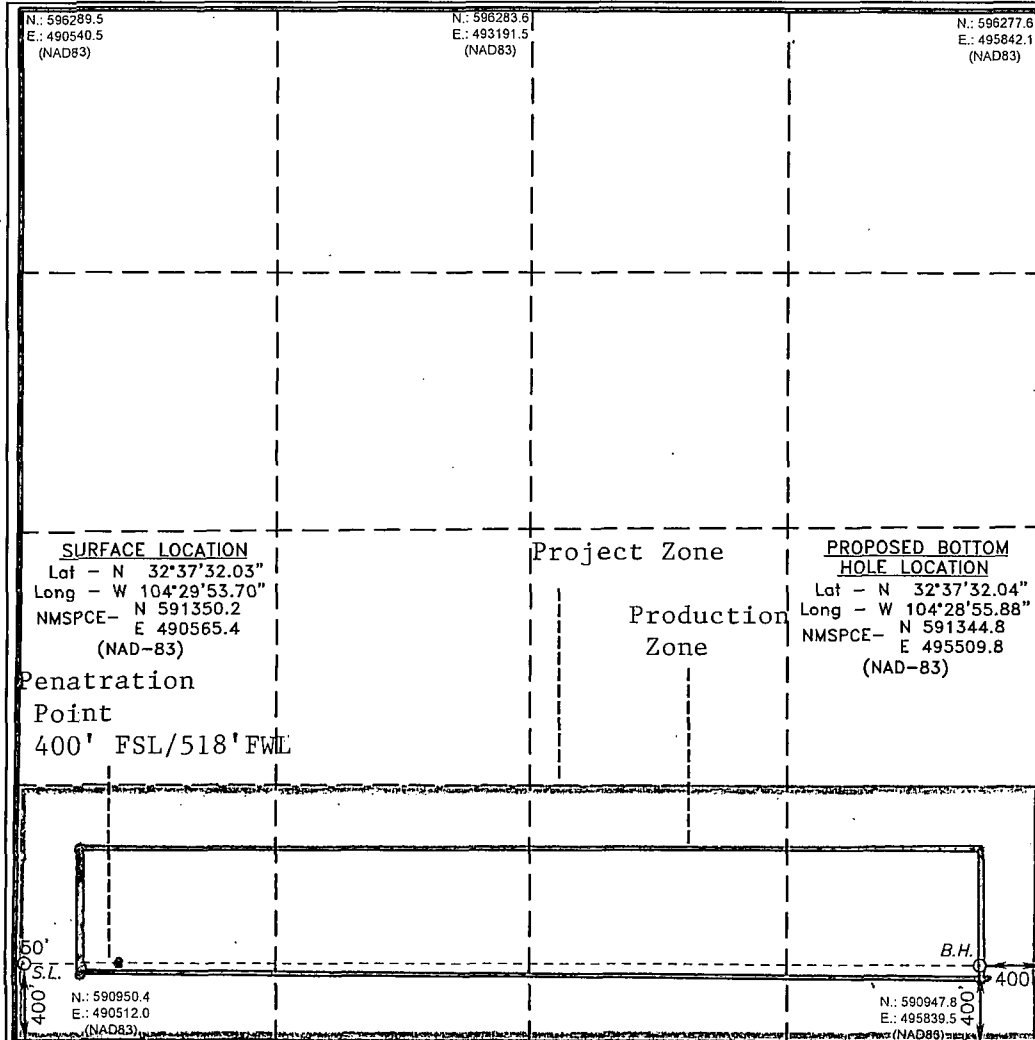 N.: 596289.5
E.: 490540.5
(NAD83)
N.: 596283.6
E.: 493191.5
(NAD83)
N.: 596277.6
E.: 495842.1
(NAD83)
SURFACE LOCATION
Lat – N 32°37'32.03"
Long – W 104°29'53.70"
NMSPCE– N 591350.2
E 490565.4
(NAD–83)
Project Zone
Production
Zone
PROPOSED BOTTOM
HOLE LOCATION
Lat – N 32°37'32.04"
Long – W 104°28'55.88"
NMSPCE– N 591344.8
E 495509.8
(NAD–83)
Penatration
Point
400' FSL/518'FWL
S.L.
400'
B.H.
400'
400'
N.: 590950.4
E.: 490512.0
(NAD83)
N.: 590947.8
E.: 495839.5